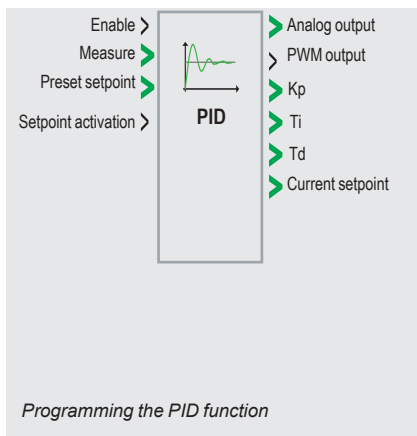 Enable
Measure
Preset setpoint
Setpoint activation
PID
Analog output
PWM output
Kp
Ti
Td
Current setpoint
Programming the PID function